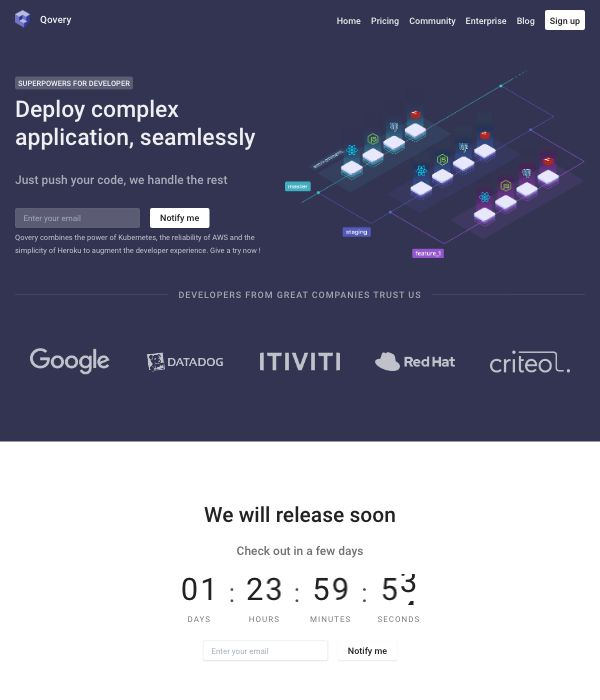 Qovery
Home Pricing Community Enterprise Blog Sign up
SUPERPOWERS FOR DEVELOPER
Deploy complex
application, seamlessly
Just push your code, we handle the rest
Enter your email Notify me
Qovery combines the power of Kubernetes, the reliability of AWS and the
simplicity of Heroku to augment the developer experience. Give a try now !
master
staging
feature_1
DEVELOPERS FROM GREAT COMPANIES TRUST US
Google DATADOG ITIVITI Red Hat criteol.
We will release soon
Check out in a few days
01 : 23 : 59 : 53
DAYS HOURS MINUTES SECONDS
Enter your email Notify me